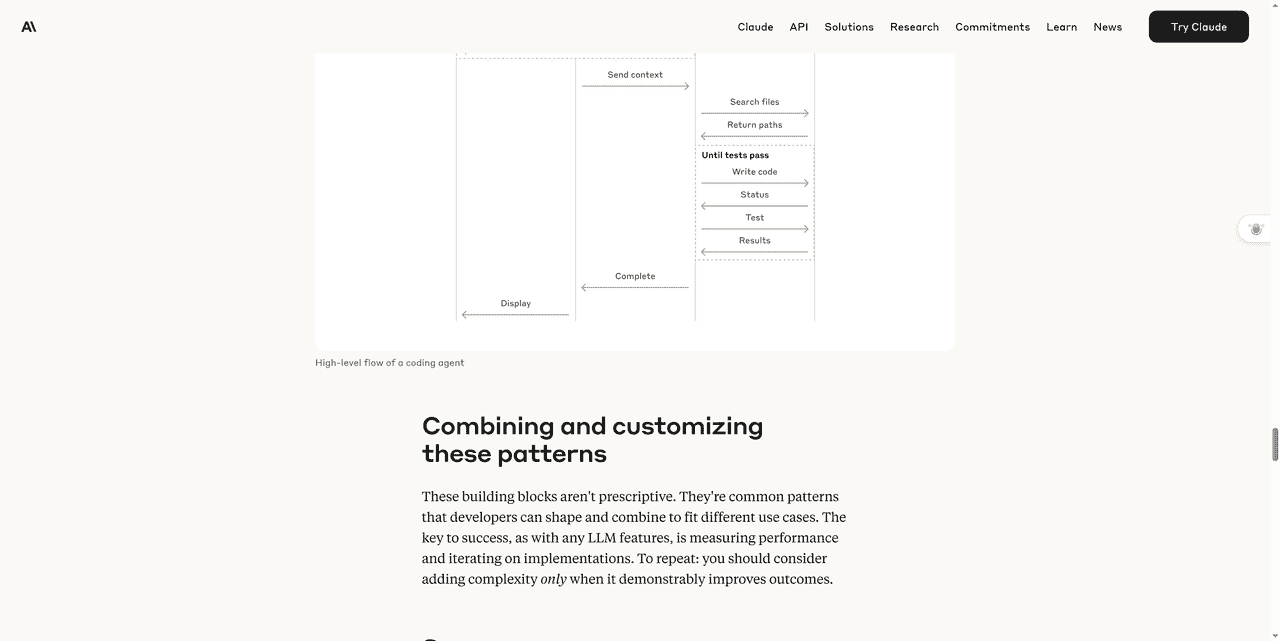 Claude API Solutions Research Commitments Learn News Try Claude
Send context
Search files
Return paths
Until tests pass
Write code
Status
Test
Results
Complete
Display
High-level flow of a coding agent
Combining and customizing
these patterns
These building blocks aren't prescriptive. They're common patterns
that developers can shape and combine to fit different use cases. The
key to success, as with any LLM features, is measuring performance
and iterating on implementations. To repeat: you should consider
adding complexity only when it demonstrably improves outcomes.